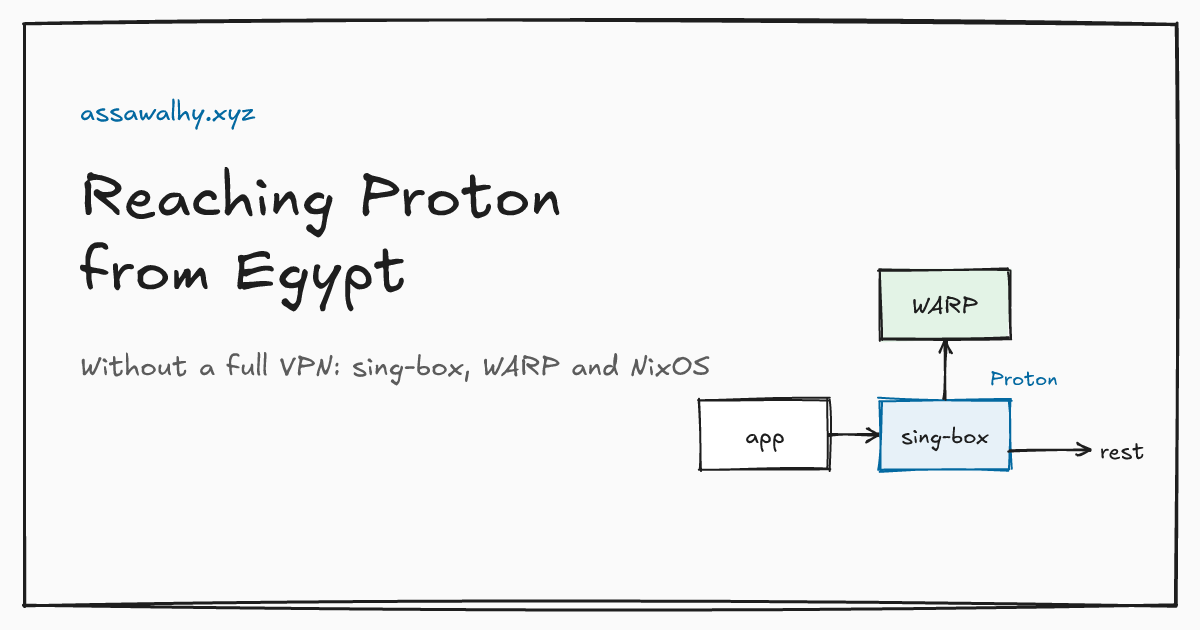 assawalhy.xyz
Reaching Proton
from Egypt
Without a full VPN: sing-box, WARP and NixOS
WARP
Proton
app
sing-box
rest